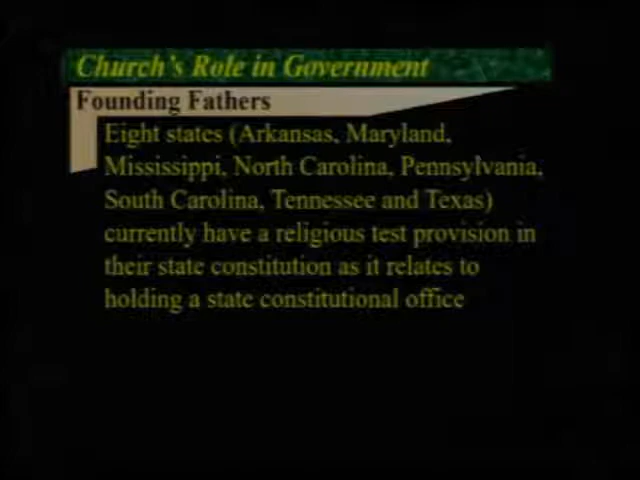 Church's Role in Government
Founding Fathers
Eight states (Arkansas, Maryland,
Mississippi, North Carolina, Pennsylvania,
South Carolina, Tennessee and Texas)
currently have a religious test provision in
their state constitution as it relates to
holding a state constitutional office